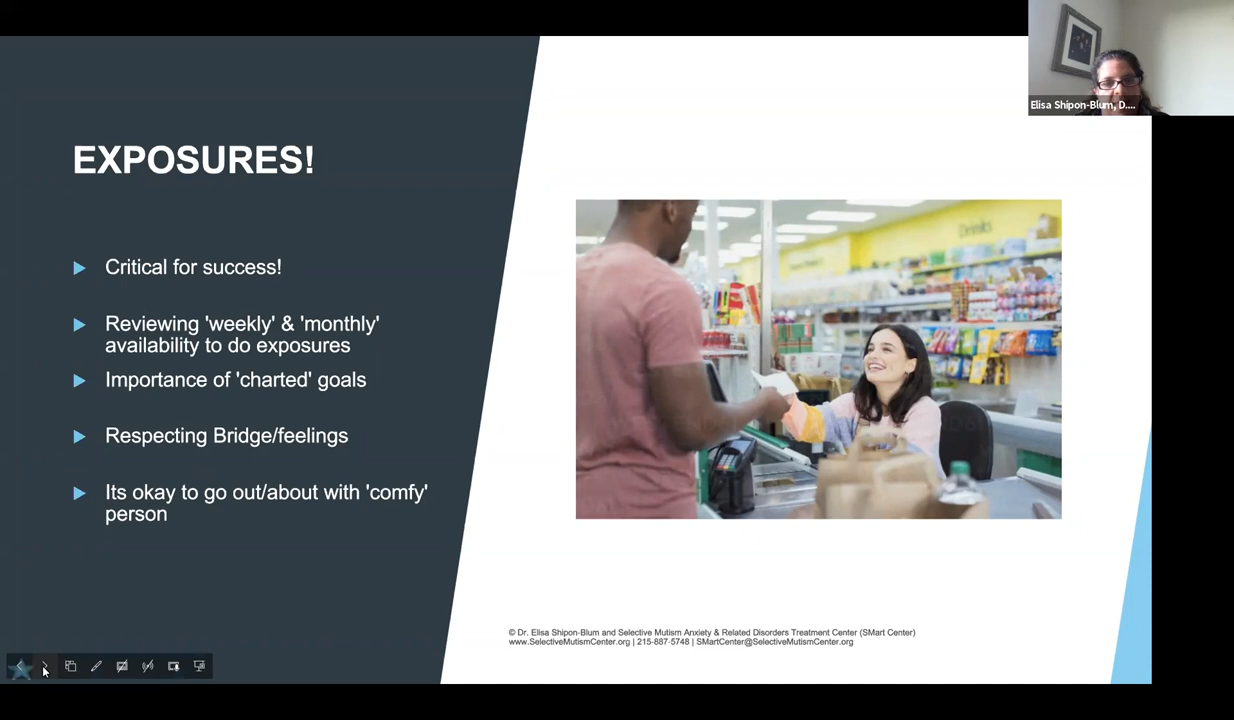 Elisa Shipon-Blum, D....
EXPOSURES!
Critical for success!
Reviewing 'weekly' & 'monthly'
availability to do exposures
Importance of 'charted' goals
Respecting Bridge/feelings
Its okay to go out/about with 'comfy'
person
Drinks
© Dr. Elisa Shipon-Blum and Selective Mutism Anxiety & Related Disorders Treatment Center (SMart Center)
www.SelectiveMutismCenter.org | 215-887-5748 | SMartCenter@SelectiveMutismCenter.org